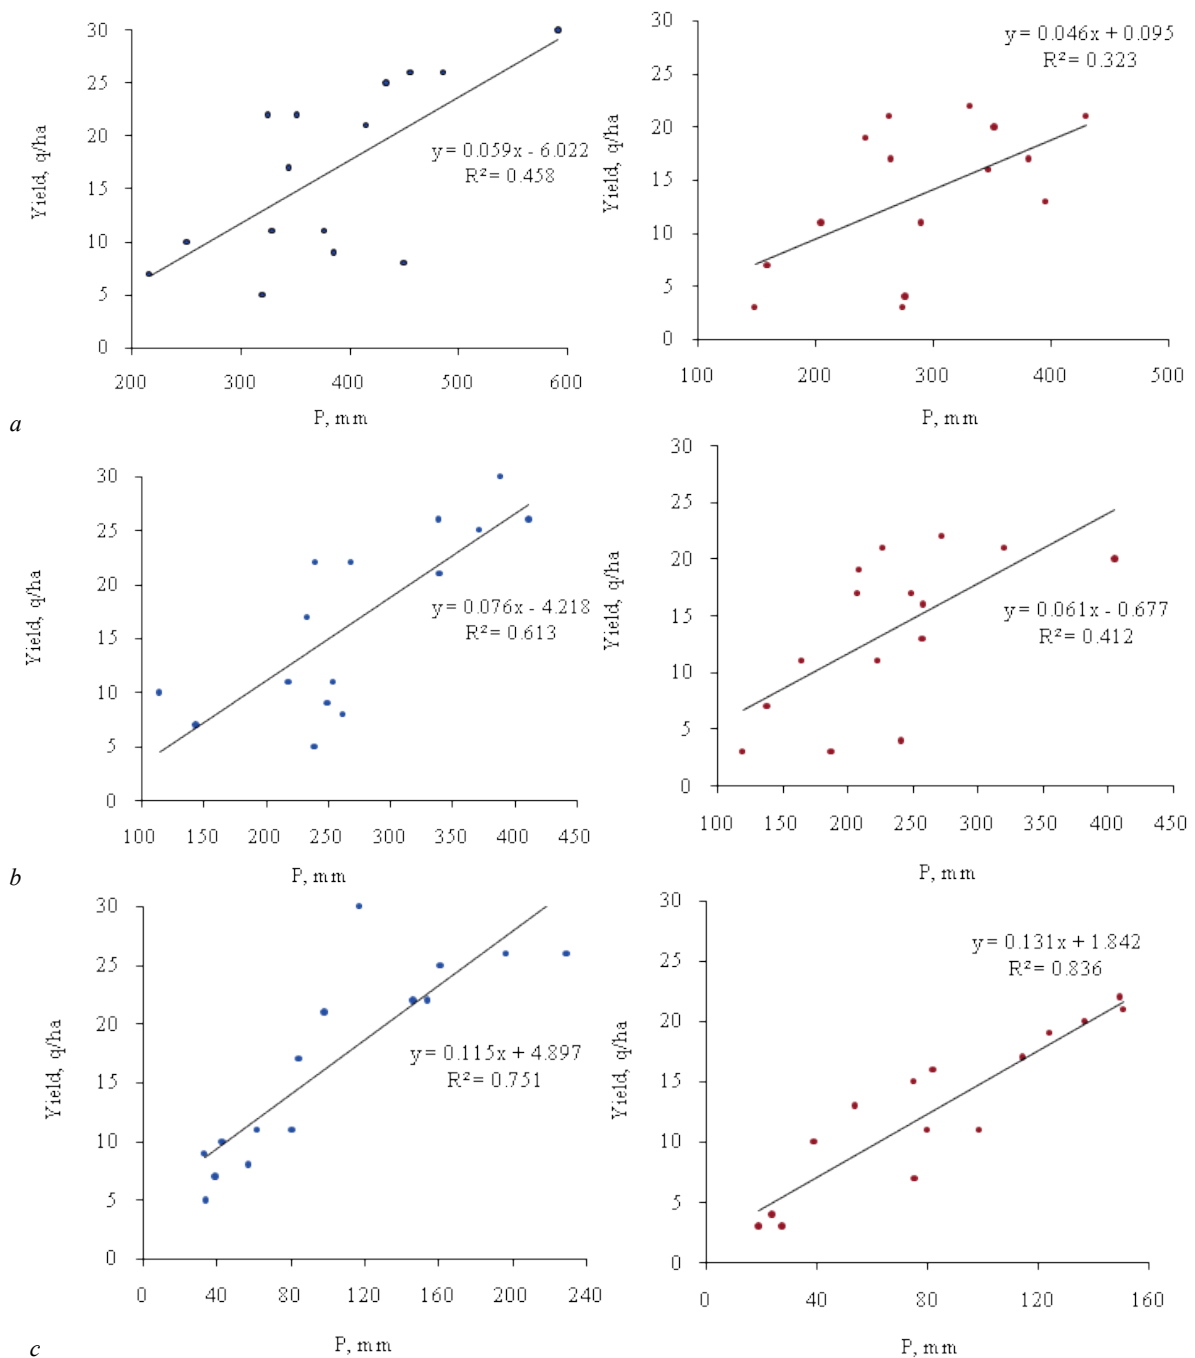 30
25
20
15
10
5
0
Yield, q/ha
y = 0.059x - 6.022
R² = 0.458
200 300 400 500 600
P, mm
a
30
25
20
15
10
5
0
Yield, q/ha
y = 0.046x + 0.095
R² = 0.323
100 200 300 400 500
P, mm
30
25
20
15
10
5
0
Yield, q/ha
y = 0.076x - 4.218
R² = 0.613
100 150 200 250 300 350 400 450
P, mm
b
30
25
20
15
10
5
0
Yield, q/ha
y = 0.061x - 0.677
R² = 0.412
100 150 200 250 300 350 400 450
P, mm
30
25
20
15
10
5
0
Yield, q/ha
y = 0.115x + 4.897
R² = 0.751
0 40 80 120 160 200 240
P, mm
c
30
25
20
15
10
5
0
Yield, q/ha
y = 0.131x + 1.842
R² = 0.836
0 40 80 120 160
P, mm